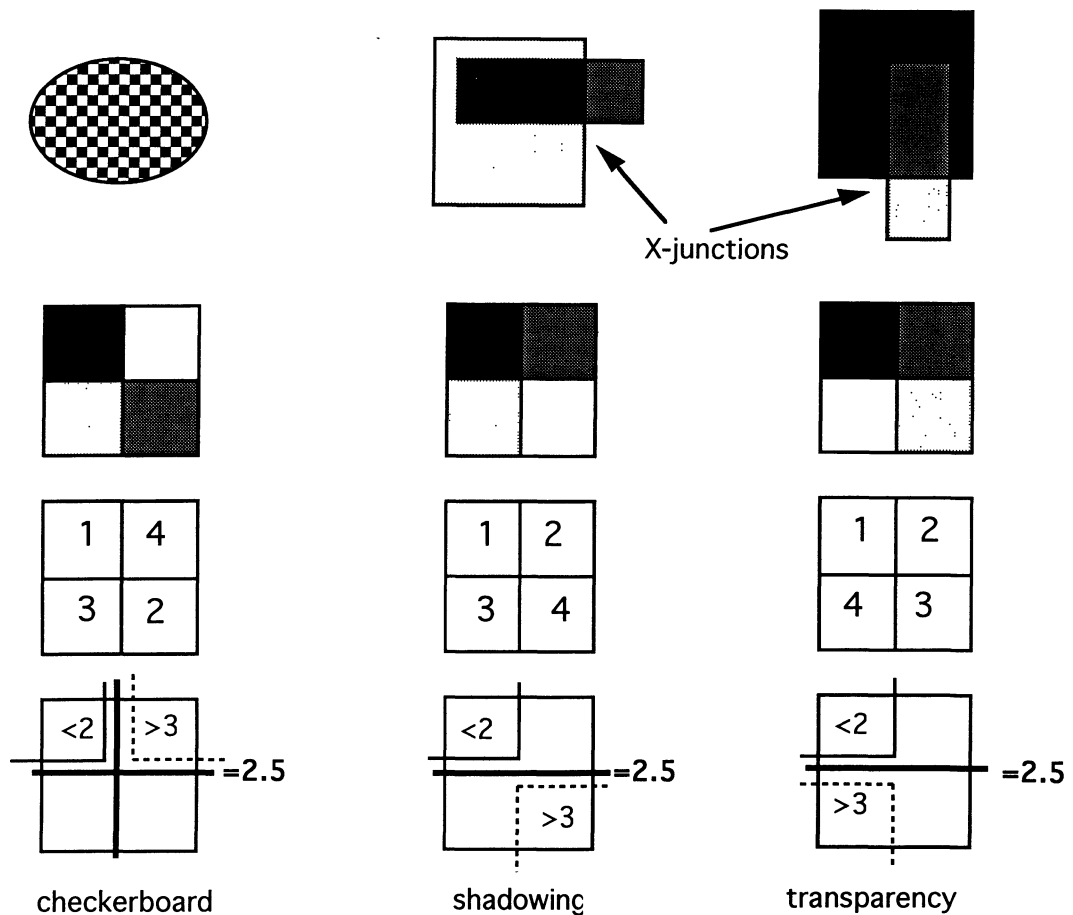 X-junctions
1 4 1 2 1 2
3 2 3 4 4 3
<2 >3 <2 <2
=2.5 =2.5 =2.5
>3 >3
checkerboard shadowing transparency